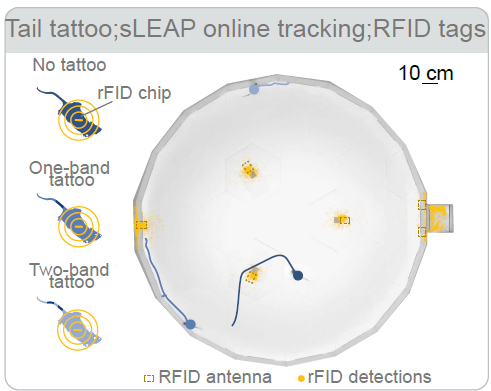 Tail tattoo;sLEAP online tracking;RFID tags
No tattoo
rFID chip
10 cm
One-band
tattoo
Two-band
tattoo
RFID antenna
rFID detections